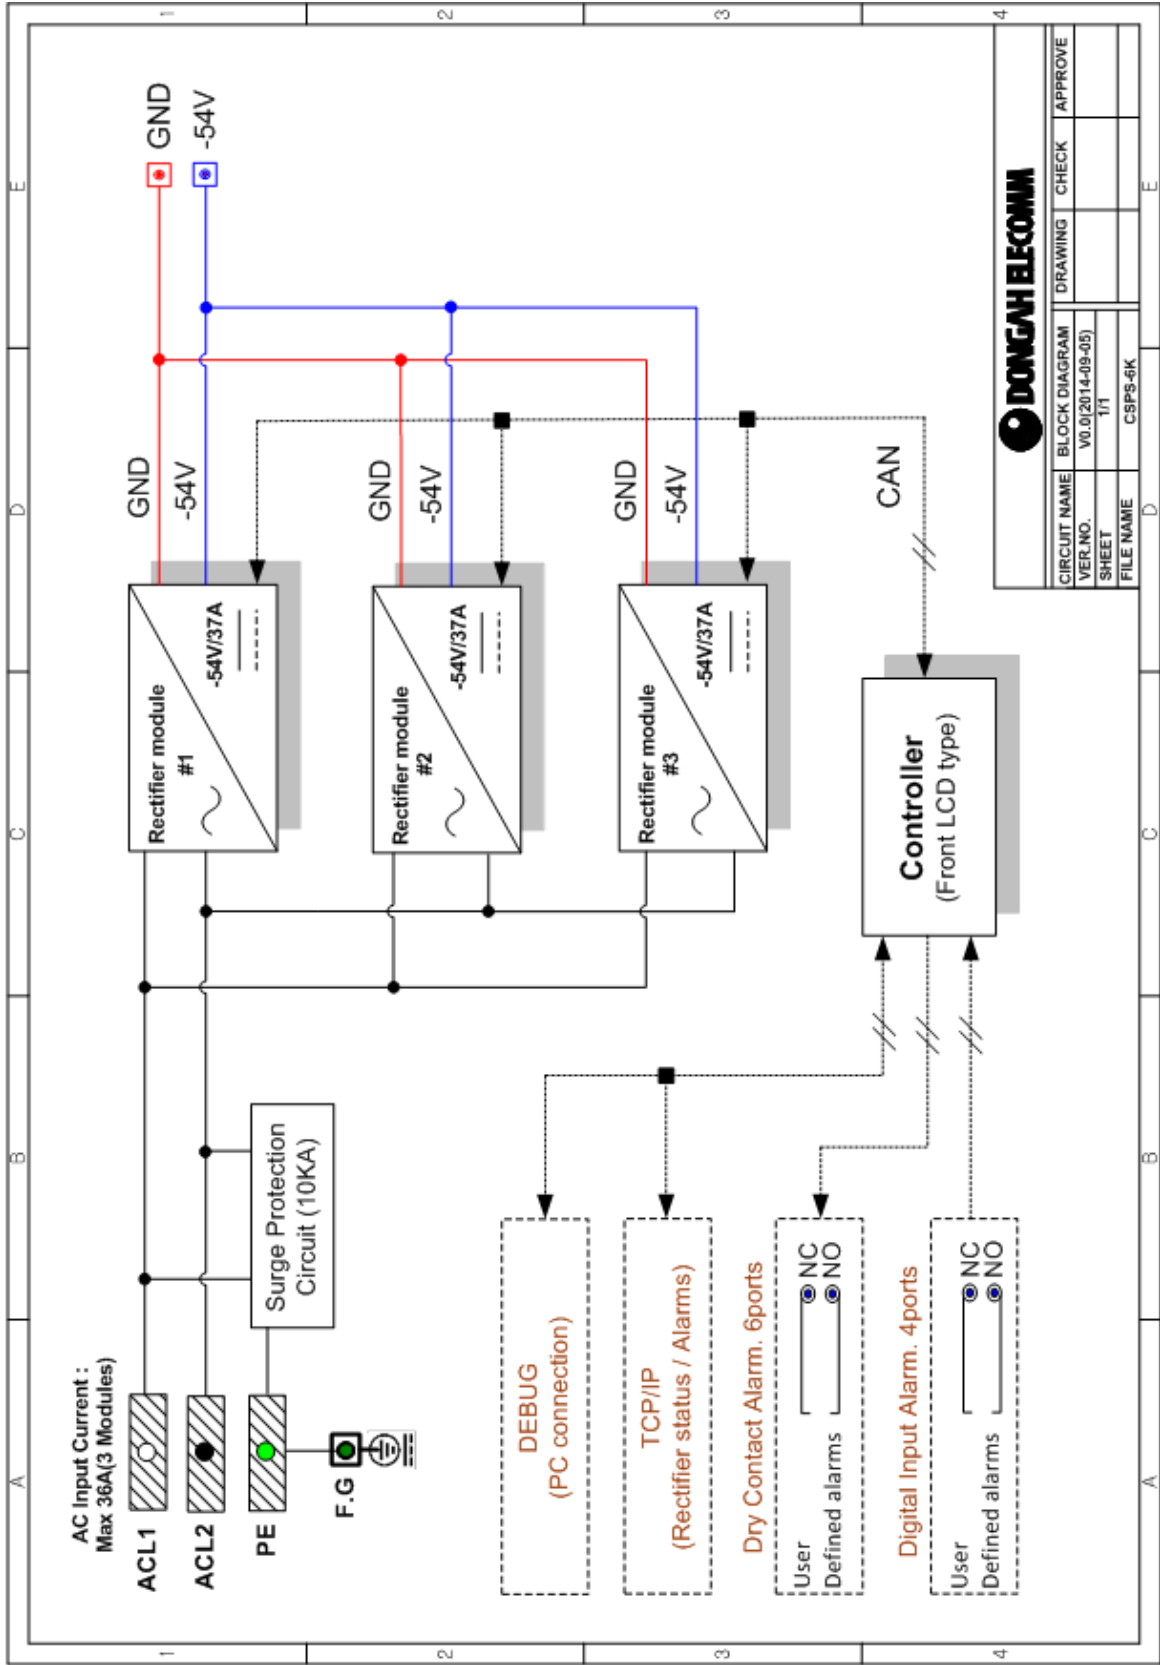 1
2
3
4
A
B
C
D
E
AC Input Current :
Max 36A(3 Modules)
ACL1
ACL2
PE
F.G
Surge Protection
Circuit (10KA)
Rectifier module
#1
-54V/37A
GND
-54V
GND
-54V
Rectifier module
#2
-54V/37A
GND
-54V
Rectifier module
#3
-54V/37A
GND
-54V
CAN
Controller
(Front LCD type)
DEBUG
(PC connection)
TCP/IP
(Rectifier status / Alarms)
Dry Contact Alarm. 6ports
User
Defined alarms
NC
NO
Digital Input Alarm. 4ports
User
Defined alarms
NC
NO
DONGAH ELECOMM
CIRCUIT NAME BLOCK DIAGRAM DRAWING CHECK APPROVE
VER.NO. V0.0(2014-09-05)
SHEET 1/1
FILE NAME CSPS-6K
1
2
3
4
A
B
C
D
E